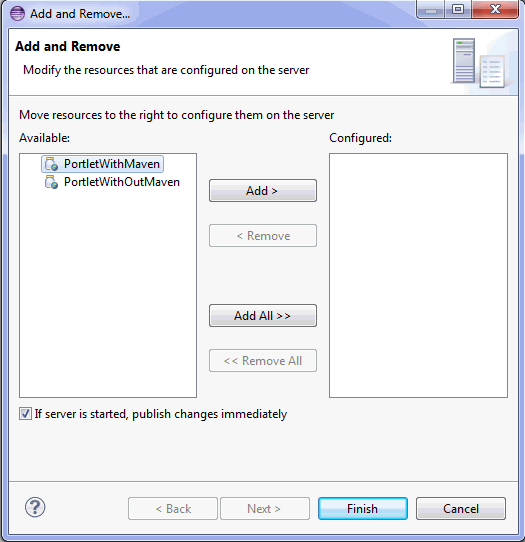 Add and Remove...
Add and Remove
Modify the resources that are configured on the server
Move resources to the right to configure them on the server
Available:
Configured:
PortletWithMaven
PortletWithOutMaven
Add >
< Remove
Add All >>
<< Remove All
If server is started, publish changes immediately
?
< Back
Next >
Finish
Cancel